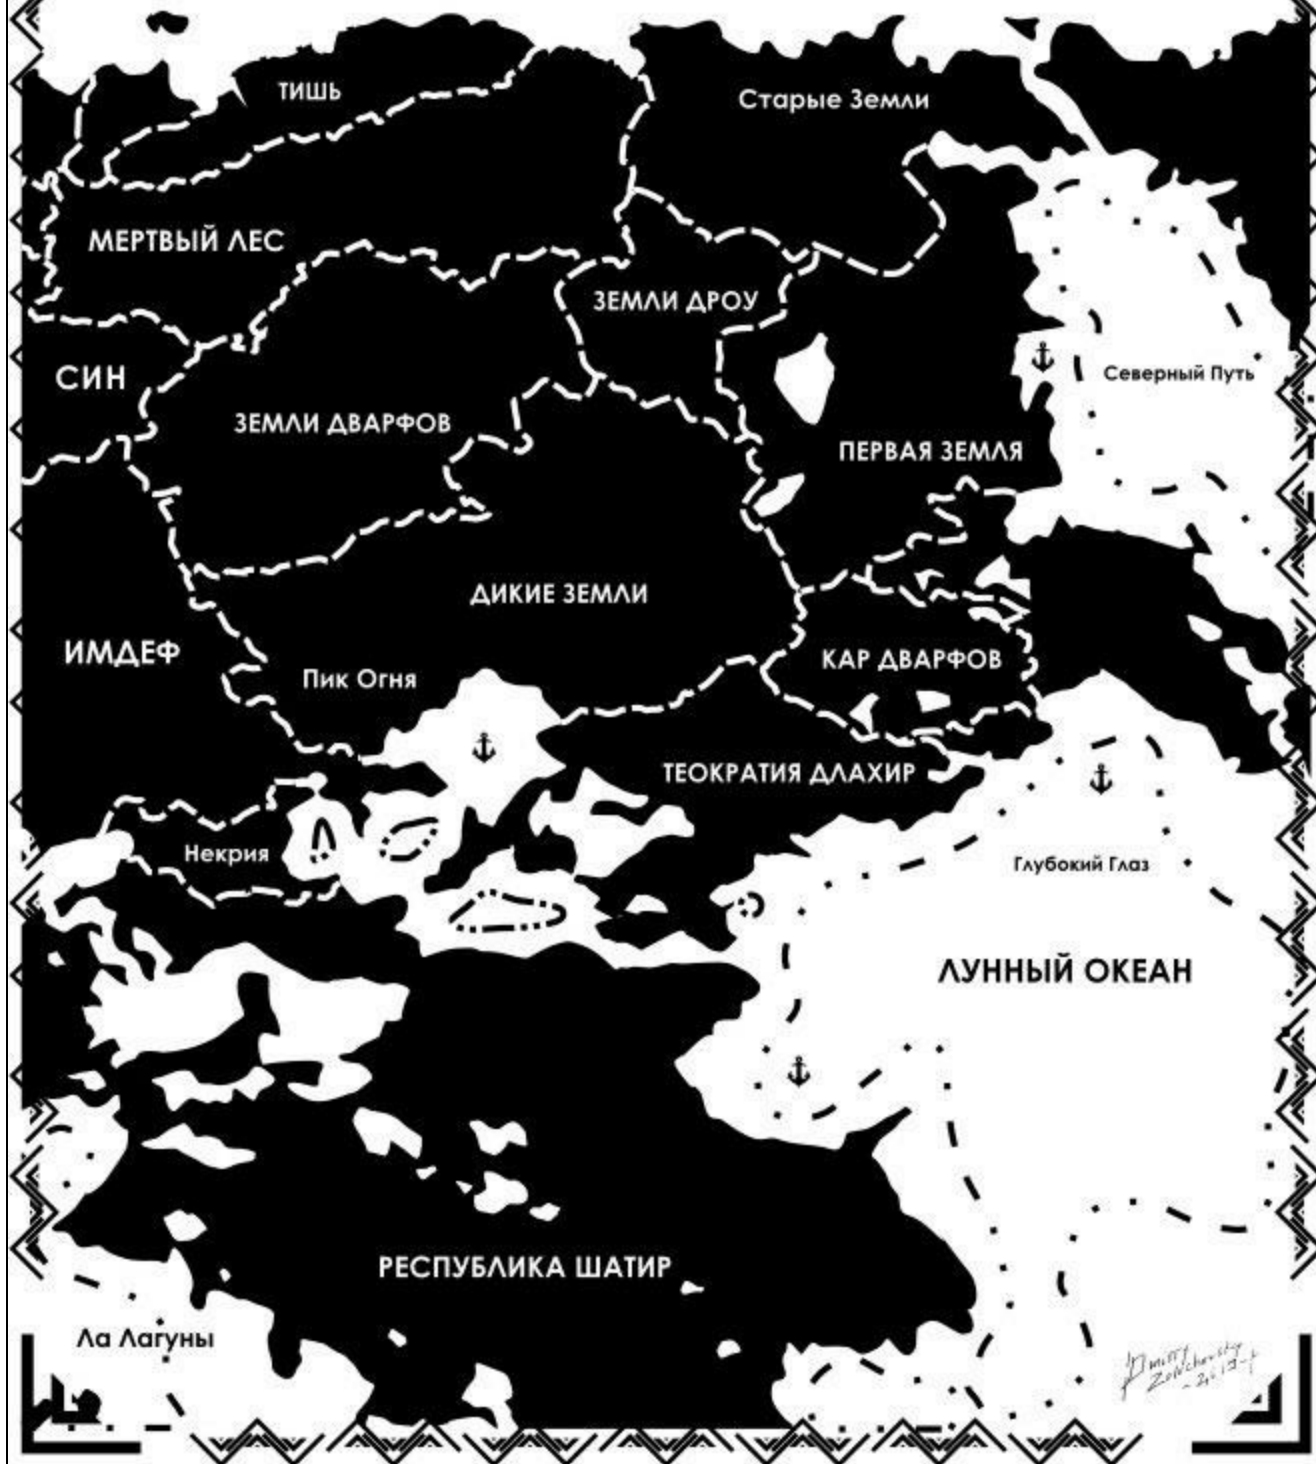 ТИШЬ
Старые Земли
МЕРТВЫЙ ЛЕС
ЗЕМЛИ ДРОУ
СИН
Северный Путь
ЗЕМЛИ ДВАРФОВ
ПЕРВАЯ ЗЕМЛЯ
ДИКИЕ ЗЕМЛИ
ИМДЕФ
КАР ДВАРФОВ
Пик Огня
ТЕОКРАТИЯ ДЛАХИР
Некрия
Глубокий Глаз
ЛУННЫЙ ОКЕАН
РЕСПУБЛИКА ШАТИР
Ла Лагуны
Dmitry